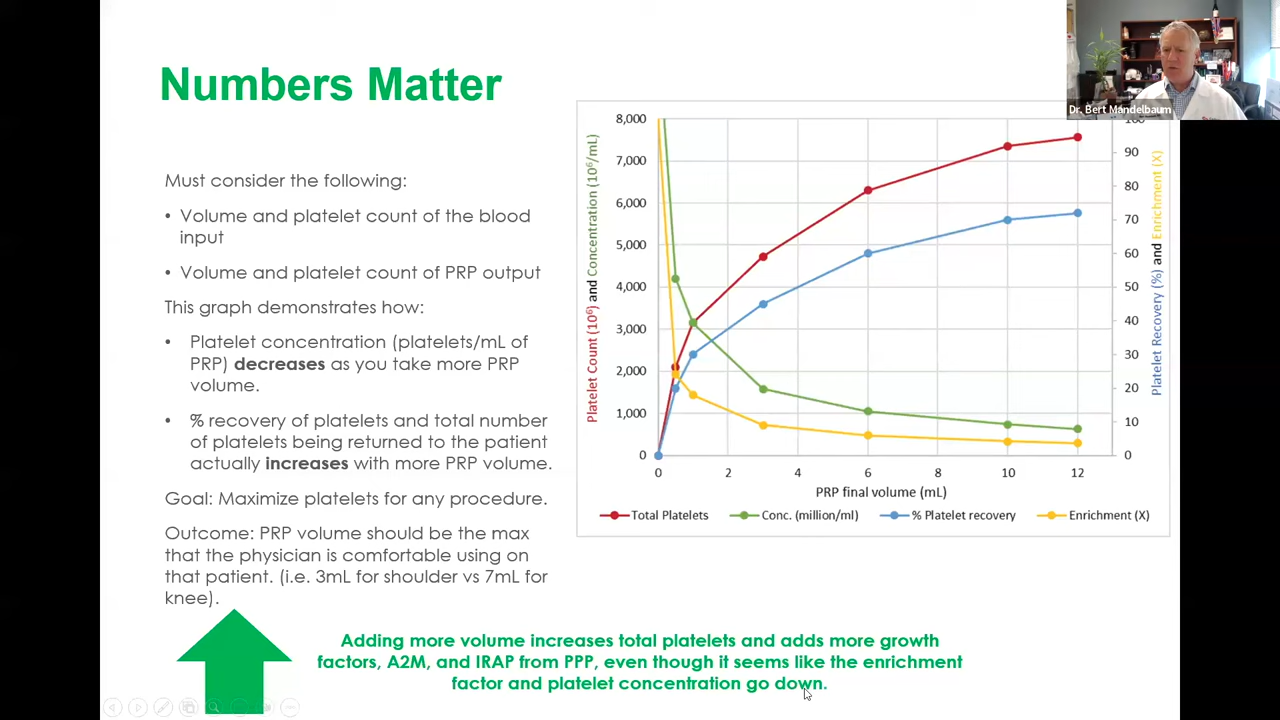 Numbers Matter
Dr. Bert Mandelbaum
Must consider the following:
• Volume and platelet count of the blood
input
• Volume and platelet count of PRP output
This graph demonstrates how:
• Platelet concentration (platelets/mL of
PRP) decreases as you take more PRP
volume.
• % recovery of platelets and total number
of platelets being returned to the patient
actually increases with more PRP volume.
Goal: Maximize platelets for any procedure.
Outcome: PRP volume should be the max
that the physician is comfortable using on
that patient. (i.e. 3mL for shoulder vs 7mL for
knee).
Platelet Count (10⁶) and Concentration (10⁶/mL)
8,000
7,000
6,000
5,000
4,000
3,000
2,000
1,000
0
0 2 4 6 8 10 12
PRP final volume (mL)
100
90
80
70
60
50
40
30
20
10
0
Platelet Recovery (%) and Enrichment (X)
Total Platelets Conc. (million/ml) % Platelet recovery Enrichment (X)
Adding more volume increases total platelets and adds more growth
factors, A2M, and IRAP from PPP, even though it seems like the enrichment
factor and platelet concentration go down.